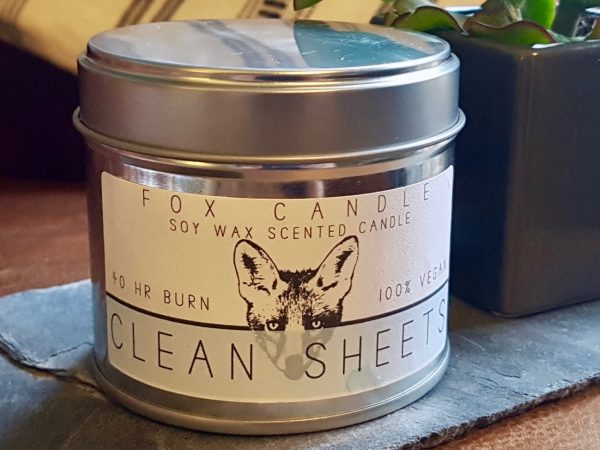 FOX CANDLE
SOY WAX SCENTED CANDLE
40 HR BURN
100% VEGAN
CLEAN SHEETS